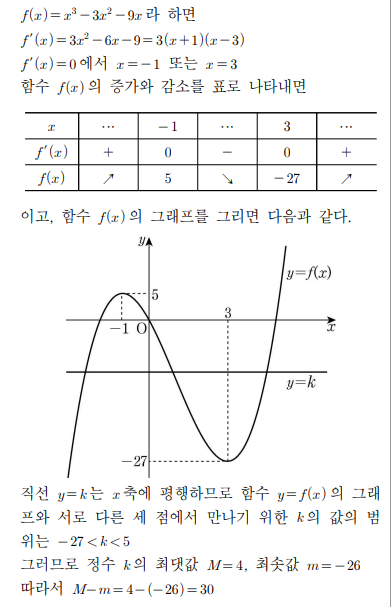 f(x)=x³-3x²-9x라 하면
f′(x)=3x²-6x-9=3(x+1)(x-3)
f′(x)=0에서 x=-1 또는 x=3
함수 f(x)의 증가와 감소를 표로 나타내면
x ⋯ -1 ⋯ 3 ⋯
f′(x) + 0 - 0 +
f(x) ↗ 5 ↘ -27 ↗
이고, 함수 f(x)의 그래프를 그리면 다음과 같다.
y
y=f(x)
5
3
-1 O x
y=k
-27
직선 y=k는 x축에 평행하므로 함수 y=f(x)의 그래
프와 서로 다른 세 점에서 만나기 위한 k의 값의 범
위는 -27<k<5
그러므로 정수 k의 최댓값 M=4, 최솟값 m=-26
따라서 M-m=4-(-26)=30